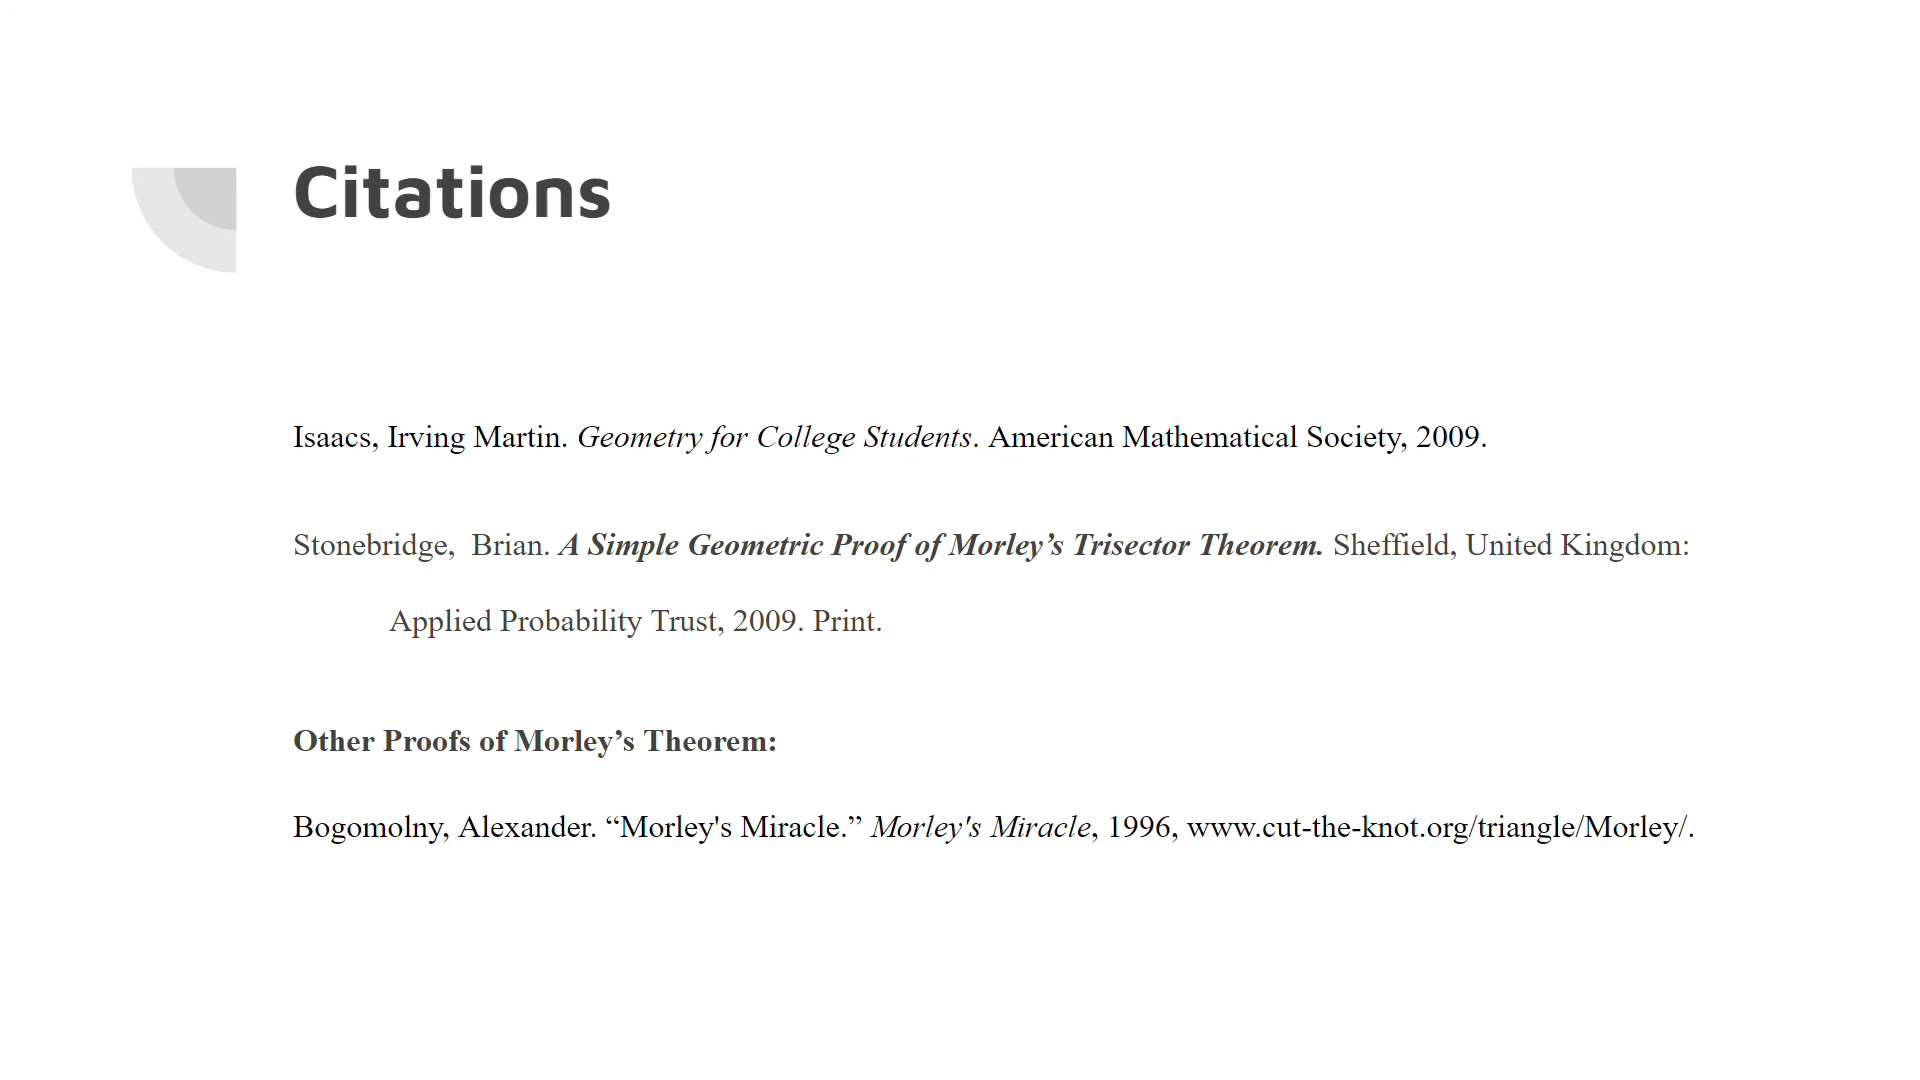 Citations
Isaacs, Irving Martin. Geometry for College Students. American Mathematical Society, 2009.
Stonebridge,  Brian. A Simple Geometric Proof of Morley’s Trisector Theorem. Sheffield, United Kingdom:
Applied Probability Trust, 2009. Print.
Other Proofs of Morley’s Theorem:
Bogomolny, Alexander. “Morley's Miracle.” Morley's Miracle, 1996, www.cut-the-knot.org/triangle/Morley/.